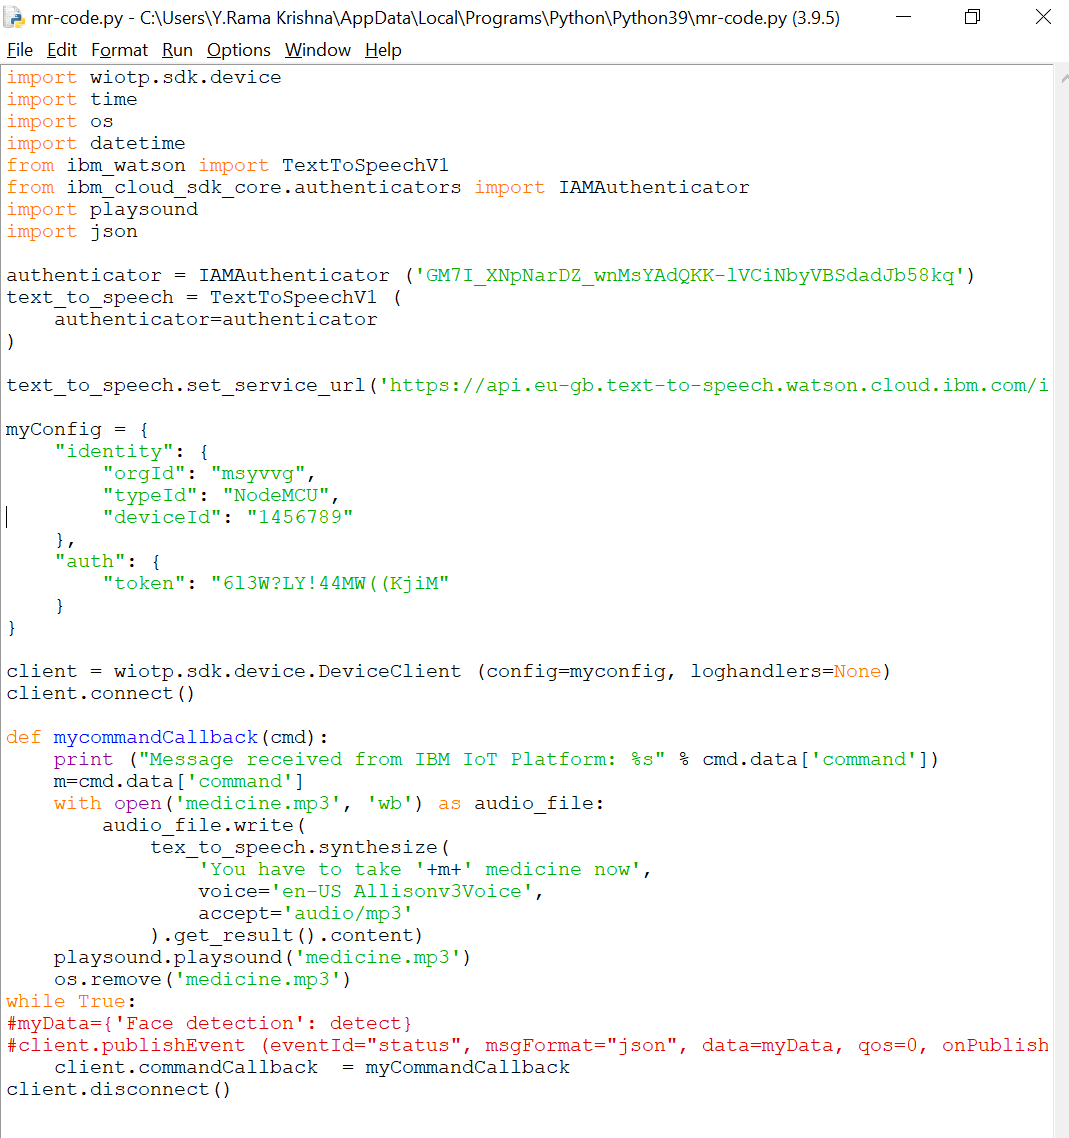 mr-code.py - C:\Users\Y.Rama Krishna\AppData\Local\Programs\Python\Python39\mr-code.py (3.9.5)
File Edit Format Run Options Window Help
import wiotp.sdk.device
import time
import os
import datetime
from ibm_watson import TextToSpeechV1
from ibm_cloud_sdk_core.authenticators import IAMAuthenticator
import playsound
import json

authenticator = IAMAuthenticator ('GM7I_XNpNarDZ_wnMsYAdQKK-lVCiNbyVBSdadJb58kq')
text_to_speech = TextToSpeechV1 (
    authenticator=authenticator
)

text_to_speech.set_service_url('https://api.eu-gb.text-to-speech.watson.cloud.ibm.com/i

myConfig = {
    "identity": {
        "orgId": "msyvvg",
        "typeId": "NodeMCU",
        "deviceId": "1456789"
    },
    "auth": {
        "token": "6l3W?LY!44MW((KjiM"
    }
}

client = wiotp.sdk.device.DeviceClient (config=myconfig, loghandlers=None)
client.connect()

def mycommandCallback(cmd):
    print ("Message received from IBM IoT Platform: %s" % cmd.data['command'])
    m=cmd.data['command']
    with open('medicine.mp3', 'wb') as audio_file:
        audio_file.write(
            tex_to_speech.synthesize(
                'You have to take '+m+' medicine now',
                voice='en-US Allisonv3Voice',
                accept='audio/mp3'
            ).get_result().content)
    playsound.playsound('medicine.mp3')
    os.remove('medicine.mp3')
while True:
#myData={'Face detection': detect}
#client.publishEvent (eventId="status", msgFormat="json", data=myData, qos=0, onPublish
    client.commandCallback  = myCommandCallback
client.disconnect()